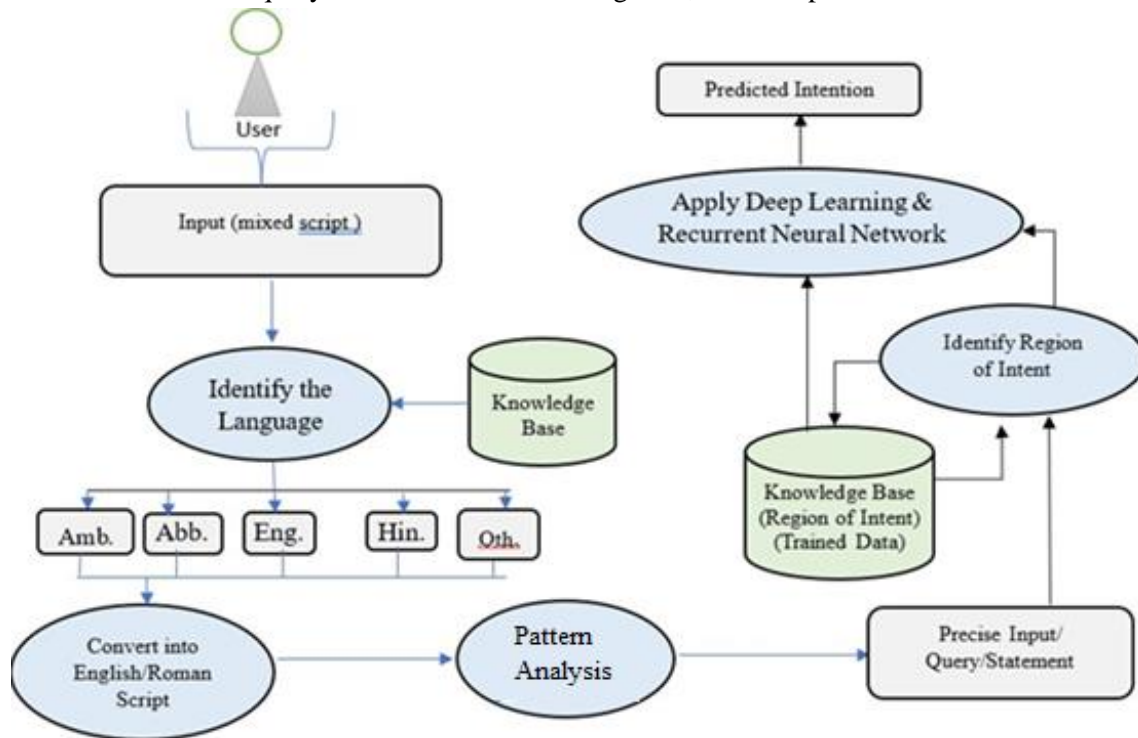 User
Input (mixed script )
Identify the
Language
Knowledge
Base
Amb.
Abb.
Eng.
Hin.
Oth.
Convert into
English/Roman
Script
Pattern
Analysis
Precise Input/
Query/Statement
Identify Region
of Intent
Knowledge Base
(Region of Intent)
(Trained Data)
Apply Deep Learning &
Recurrent Neural Network
Predicted Intention